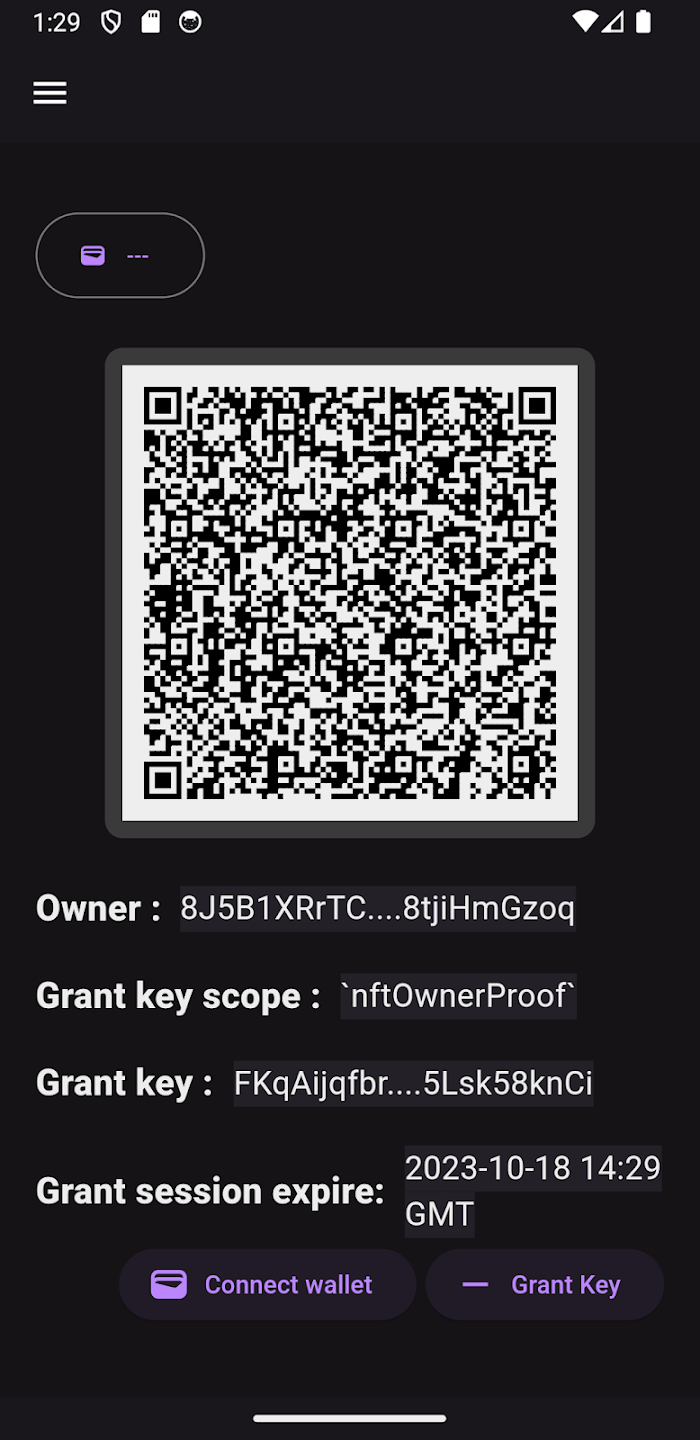 1:29
---
Owner : 8J5B1XRrTC....8tjiHmGzoq
Grant key scope : `nftOwnerProof`
Grant key : FKqAijqfbr....5Lsk58knCi
Grant session expire: 2023-10-18 14:29
GMT
Connect wallet
Grant Key